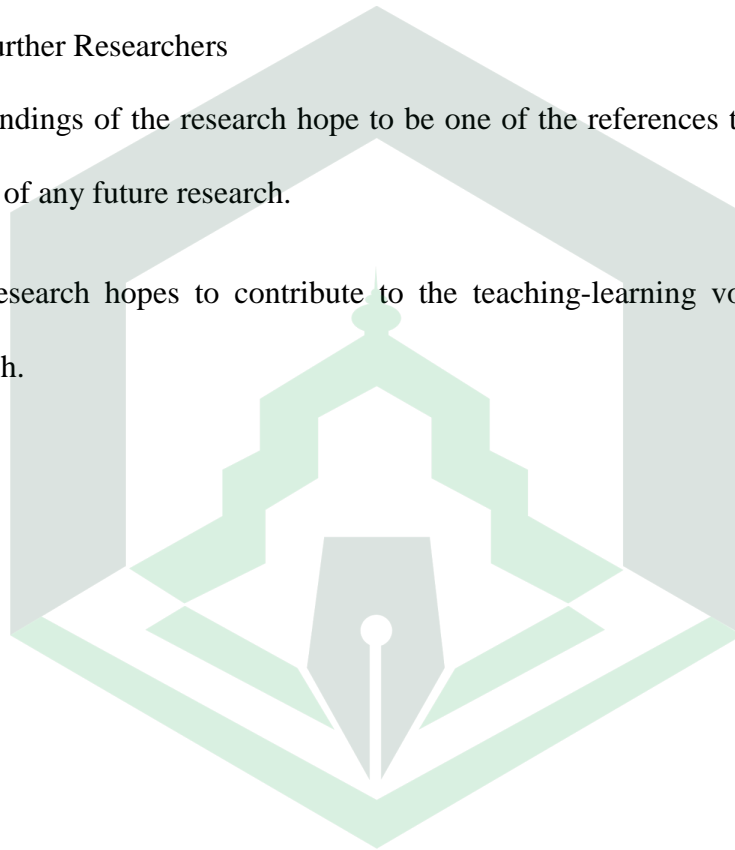 urther Researchers
ndings of the research hope to be one of the references t
of any future research.
esearch hopes to contribute to the teaching-learning vo
h.